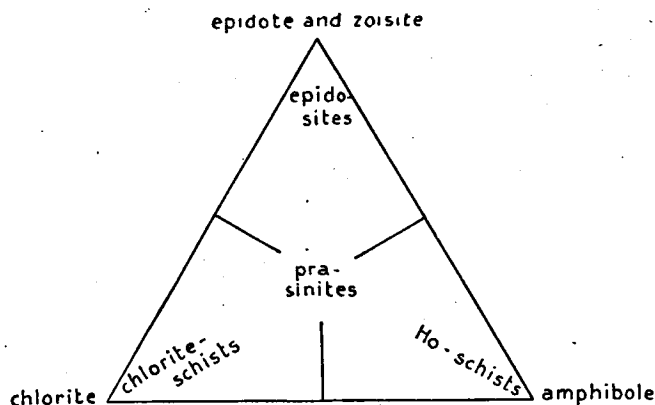 epidote and zoisite
epido-
sites
pra-
sinites
chlorite-
schists
Ho-schists
chlorite
amphibole